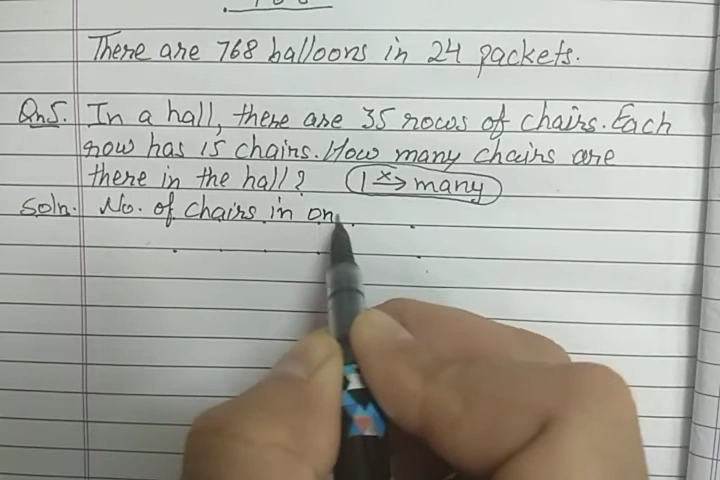 There are 768 balloons in 24 packets.
Qn5. In a hall, there are 35 rows of chairs. Each
row has 15 chairs. How many chairs are
there in the hall? 1 x→ many
Soln. No. of chairs in on